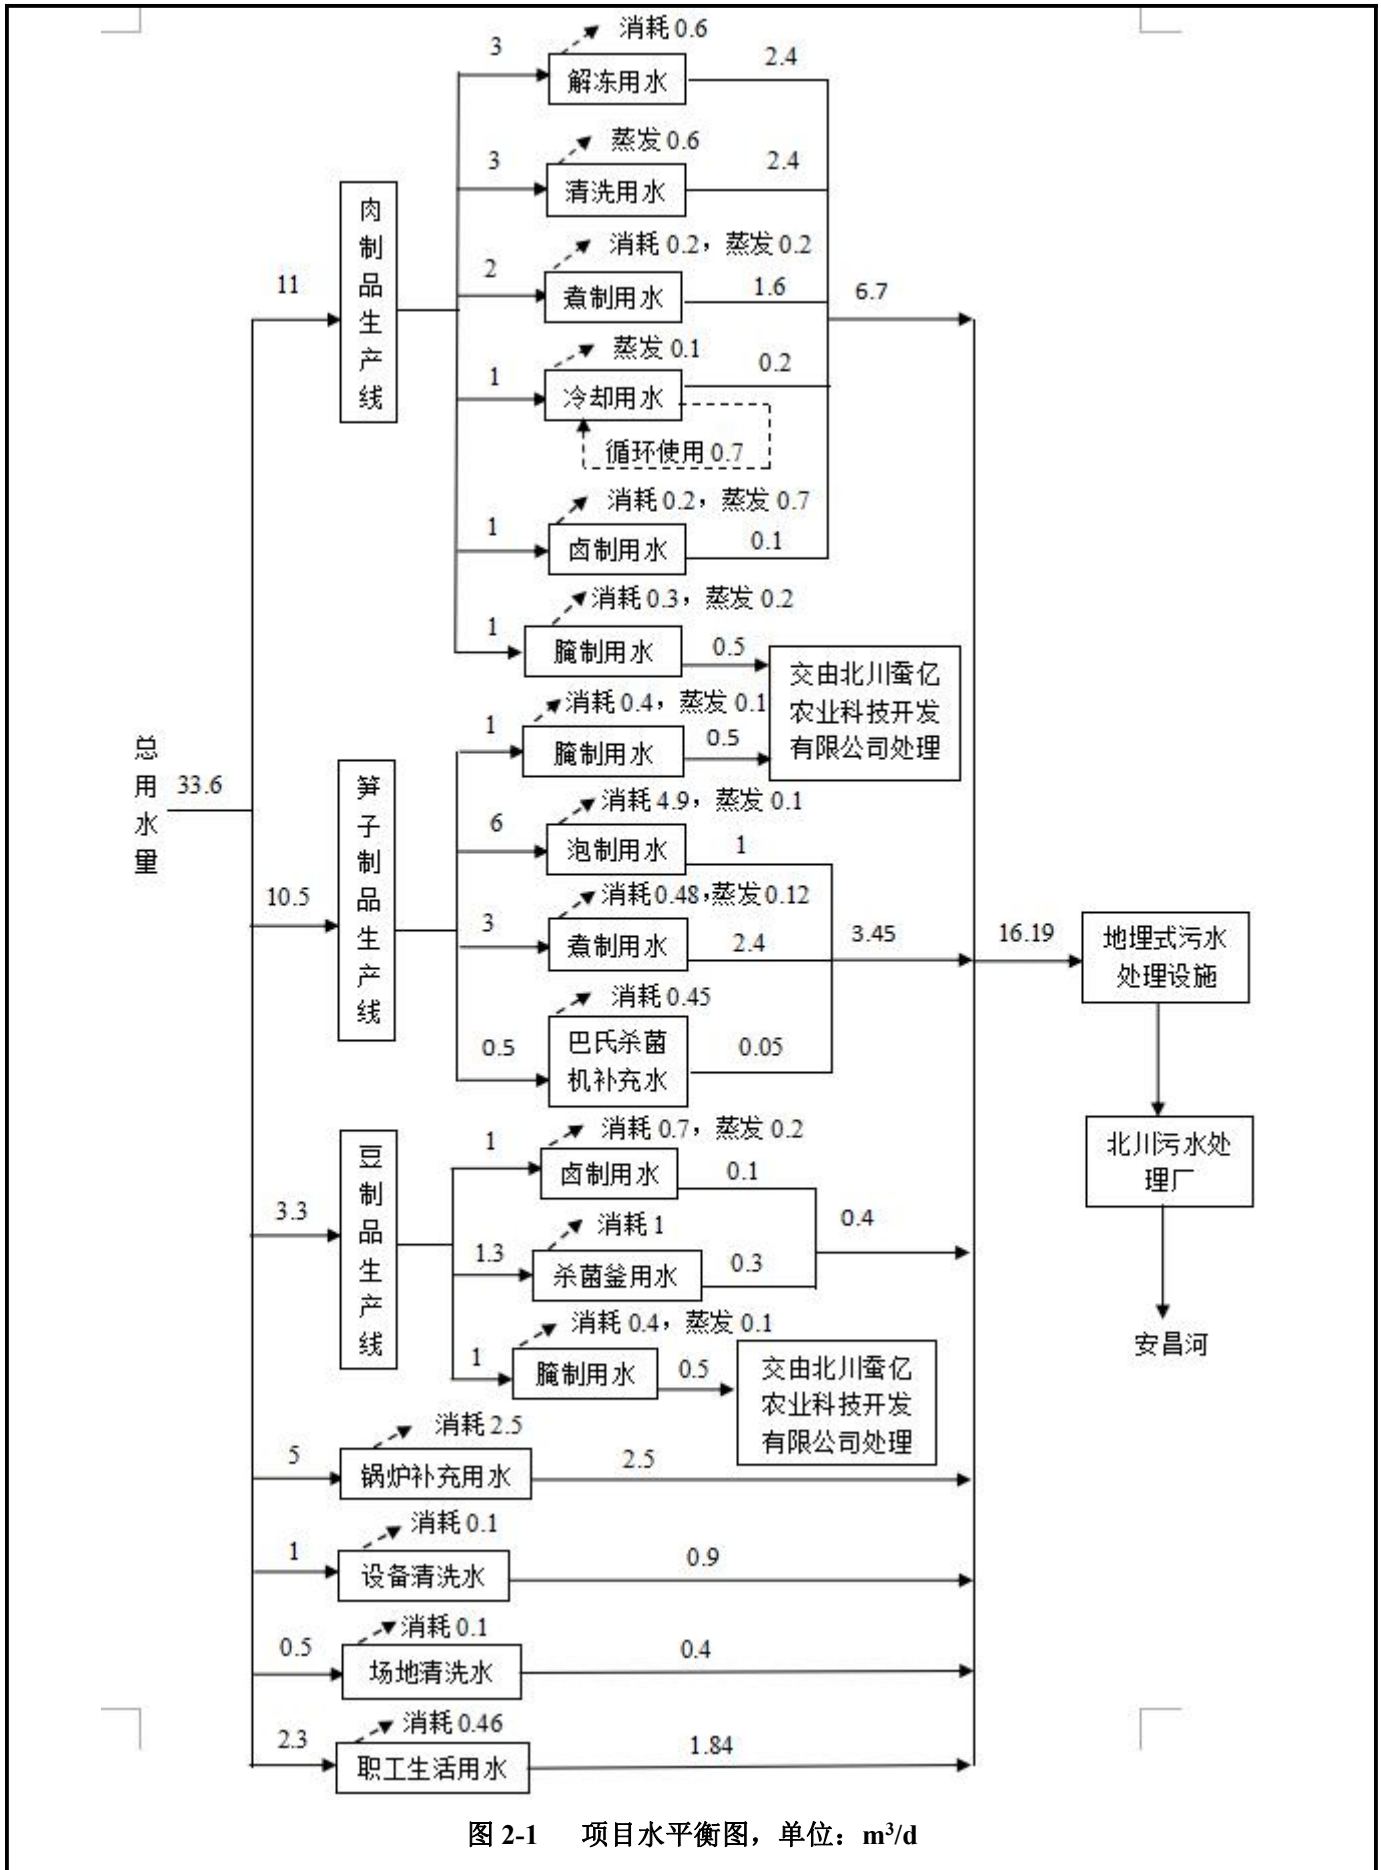 消耗 0.6
3
解冻用水
2.4
蒸发 0.6
3
清洗用水
2.4
消耗 0.2，蒸发 0.2
2
煮制用水
1.6
11
肉制品生产线
6.7
蒸发 0.1
1
冷却用水
0.2
循环使用 0.7
消耗 0.2，蒸发 0.7
1
卤制用水
0.1
消耗 0.3，蒸发 0.2
1
腌制用水
0.5
交由北川蚕亿
农业科技开发
有限公司处理
消耗 0.4，蒸发 0.1
1
腌制用水
0.5
总用水量
33.6
消耗 4.9，蒸发 0.1
6
泡制用水
1
10.5
笋子制品生产线
消耗 0.48，蒸发 0.12
3
煮制用水
2.4
3.45
16.19
地埋式污水
处理设施
消耗 0.45
0.5
巴氏杀菌
机补充水
0.05
消耗 0.7，蒸发 0.2
1
卤制用水
0.1
北川污水处
理厂
3.3
豆制品生产线
消耗 1
1.3
杀菌釜用水
0.3
0.4
消耗 0.4，蒸发 0.1
1
腌制用水
0.5
交由北川蚕亿
农业科技开发
有限公司处理
安昌河
消耗 2.5
5
锅炉补充用水
2.5
消耗 0.1
1
设备清洗水
0.9
消耗 0.1
0.5
场地清洗水
0.4
消耗 0.46
2.3
职工生活用水
1.84
图 2-1 项目水平衡图，单位：m³/d